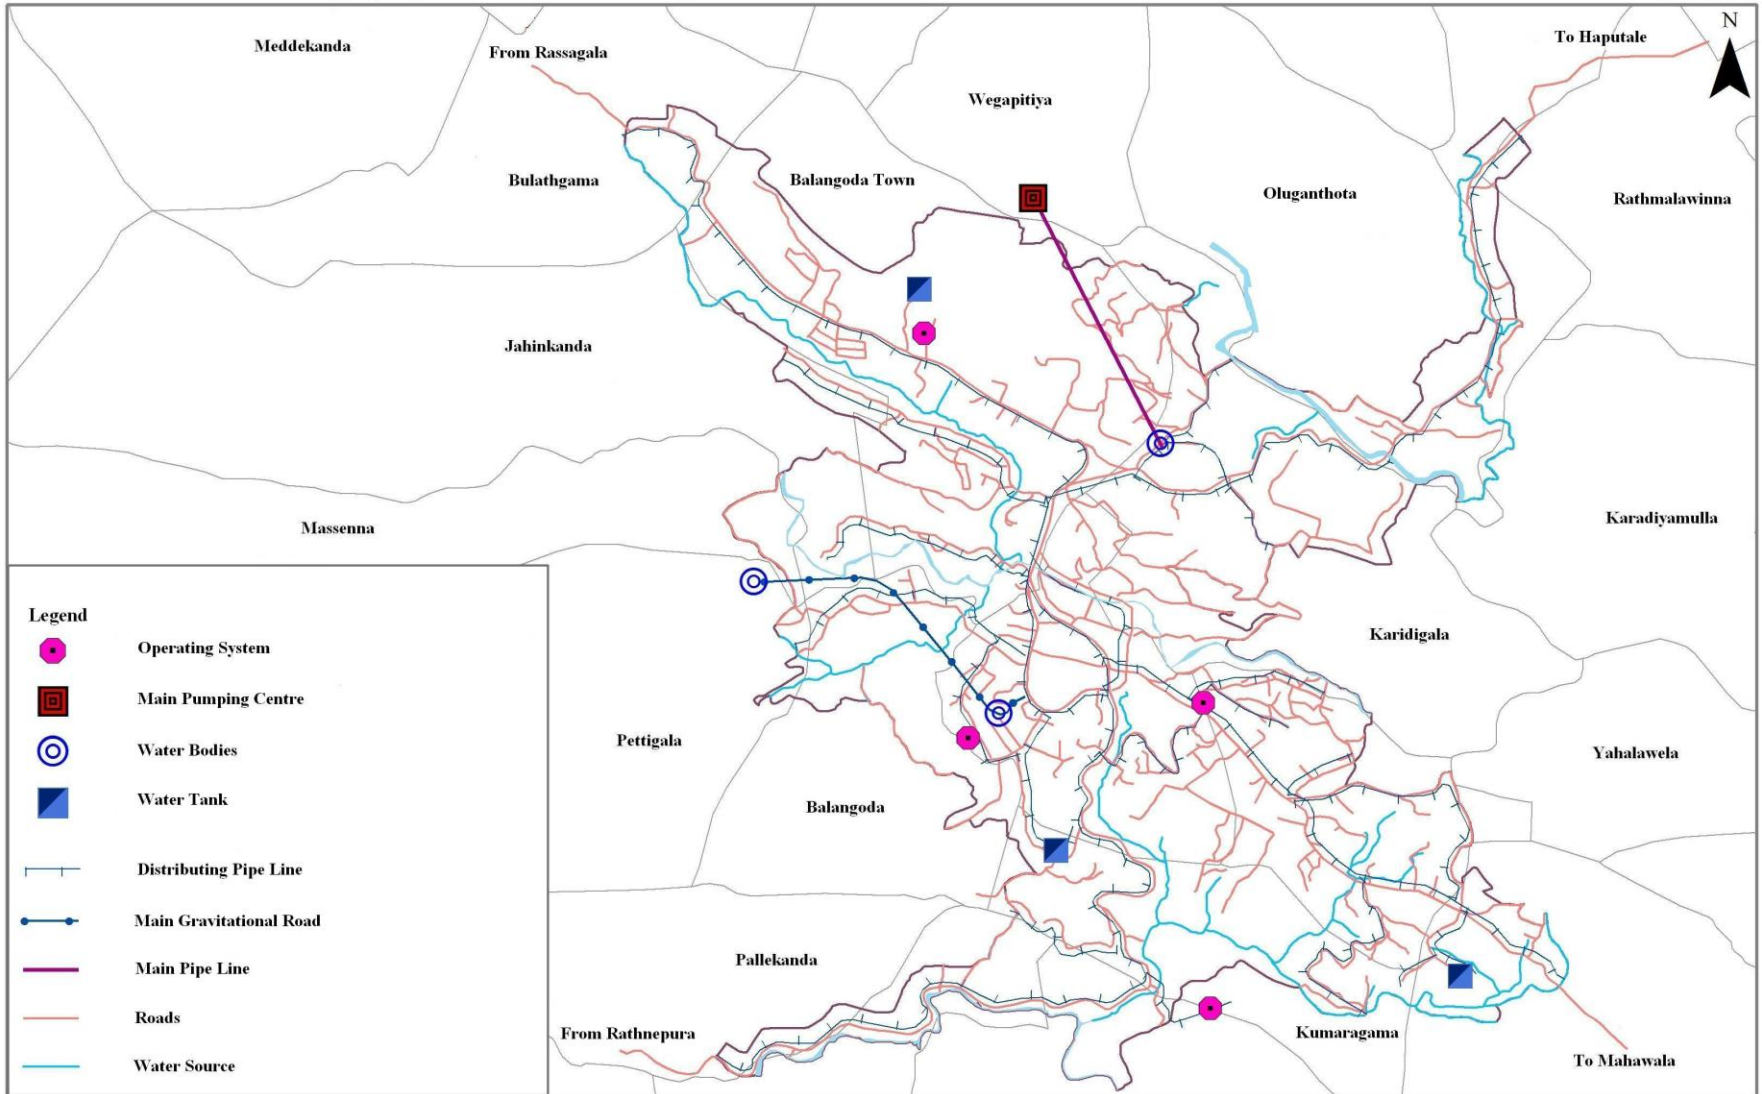 N
Meddekanda
From Rassagala
To Haputale
Wegapitiya
Bulathgama
Balangoda Town
Oluganthota
Rathmalawinna
Jahinkanda
Massenna
Karadiyamulla
Karidigala
Pettigala
Yahalawela
Balangoda
Pallekanda
From Rathnepura
Kumaragama
To Mahawala
Legend
Operating System
Main Pumping Centre
Water Bodies
Water Tank
Distributing Pipe Line
Main Gravitational Road
Main Pipe Line
Roads
Water Source